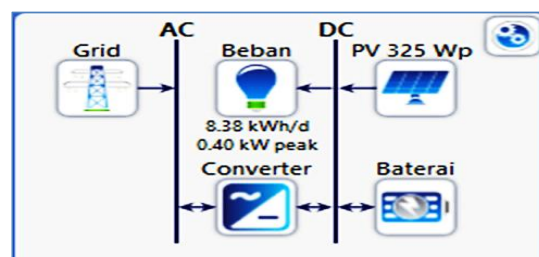 AC DC
Grid Beban PV 325 Wp
8.38 kWh/d
0.40 kW peak
Converter Baterai